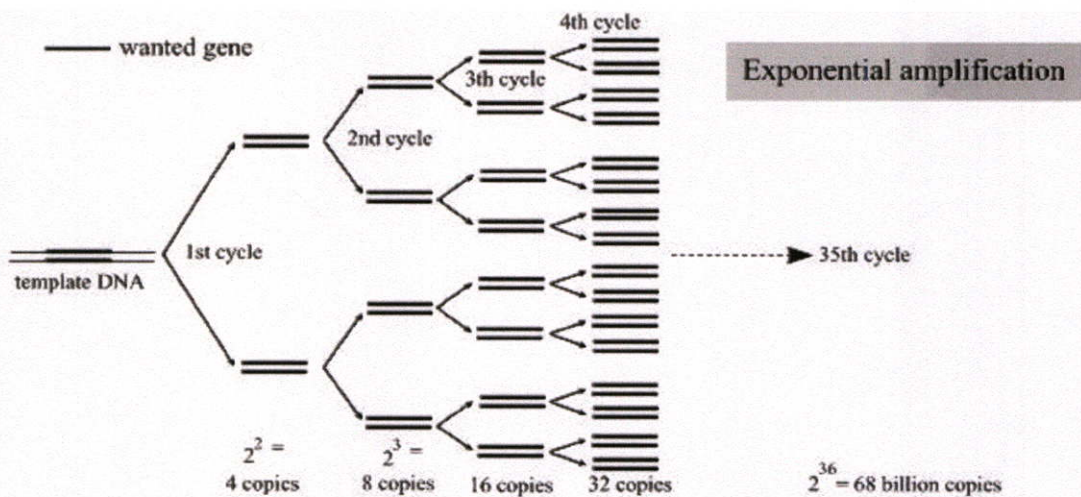 4th cycle
wanted gene
Exponential amplification
3th cycle
2nd cycle
1st cycle
35th cycle
template DNA
2² =
4 copies
2³ =
8 copies
16 copies
32 copies
2³⁶ = 68 billion copies